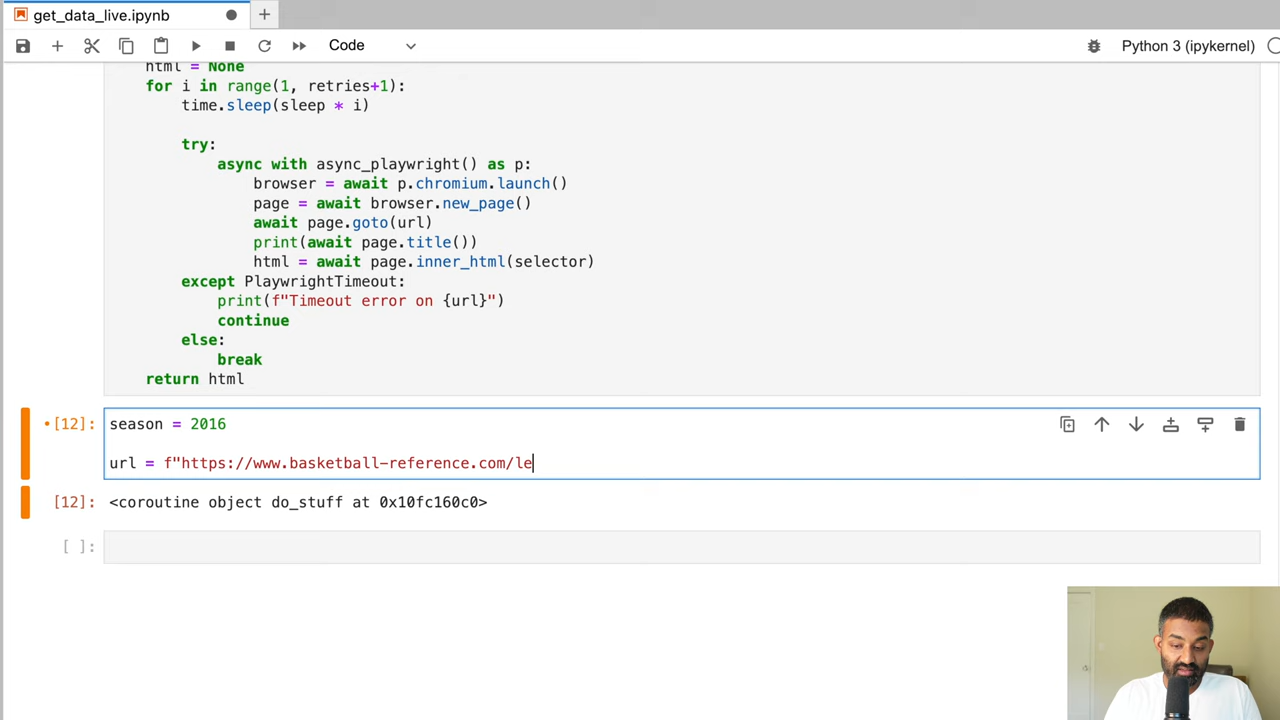 get_data_live.ipynb
Code
Python 3 (ipykernel)
html = None
for i in range(1, retries+1):
time.sleep(sleep * i)
try:
async with async_playwright() as p:
browser = await p.chromium.launch()
page = await browser.new_page()
await page.goto(url)
print(await page.title())
html = await page.inner_html(selector)
except PlaywrightTimeout:
print(f"Timeout error on {url}")
continue
else:
break
return html
[12]: season = 2016
url = f"https://www.basketball-reference.com/le
[12]: <coroutine object do_stuff at 0x10fc160c0>
[ ]: